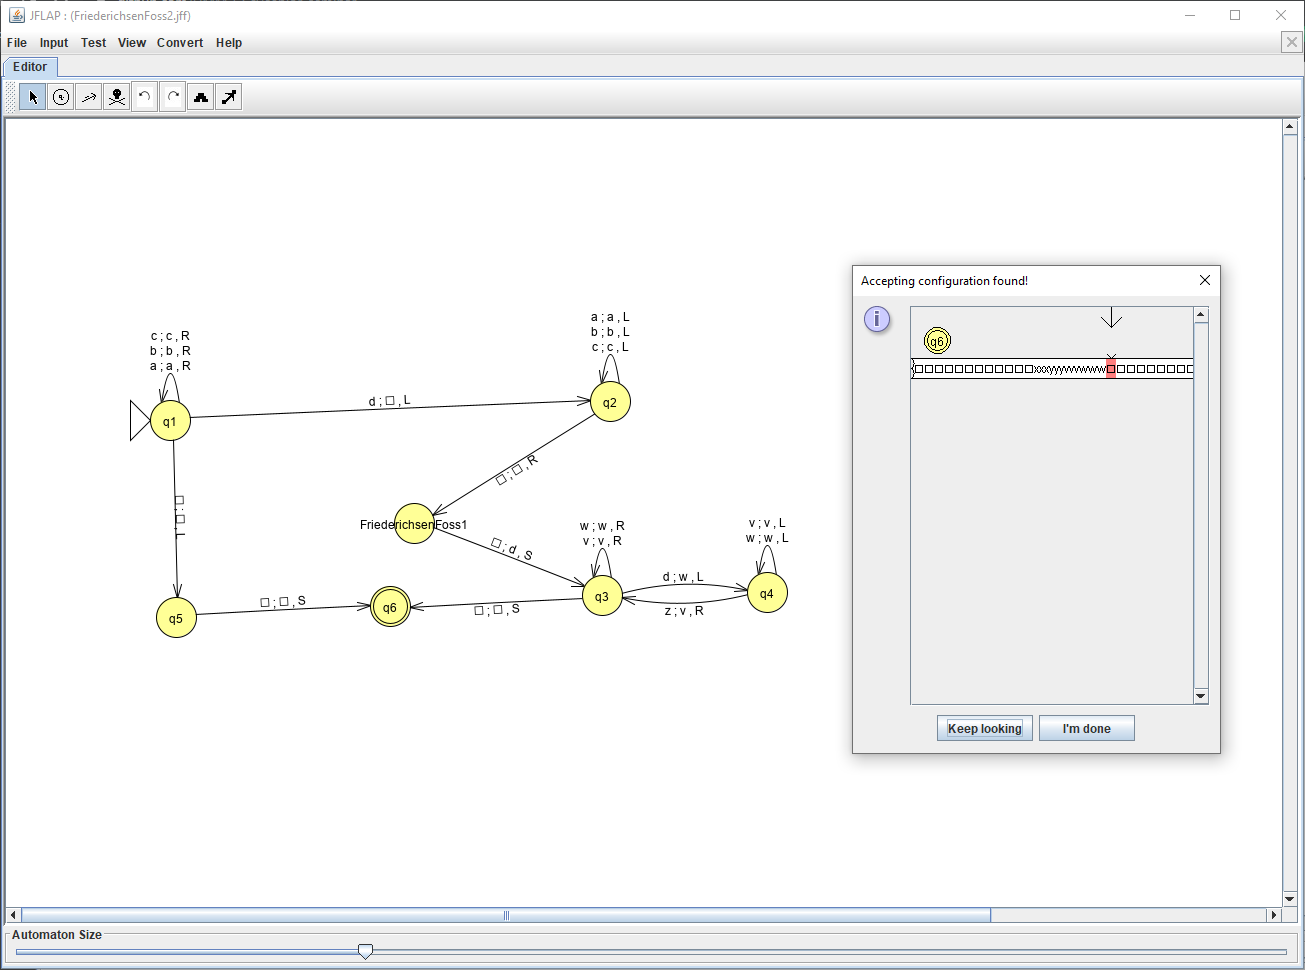 JFLAP : (FriederichsenFoss2.jff)
File Input Test View Convert Help
Editor
c ; c , R
b ; b , R
a ; a , R
q1
d ; □ , L
a ; a , L
b ; b , L
c ; c , L
q2
□ ; □ , R
□ ; □ , L
FriederichsenFoss1
□ ; d , S
w ; w , R
v ; v , R
q3
d ; w , L
z ; v , R
v ; v , L
w ; w , L
q4
q5
□ ; □ , S
q6
□ ; □ , S
Accepting configuration found!
q6
Keep looking
I'm done
Automaton Size